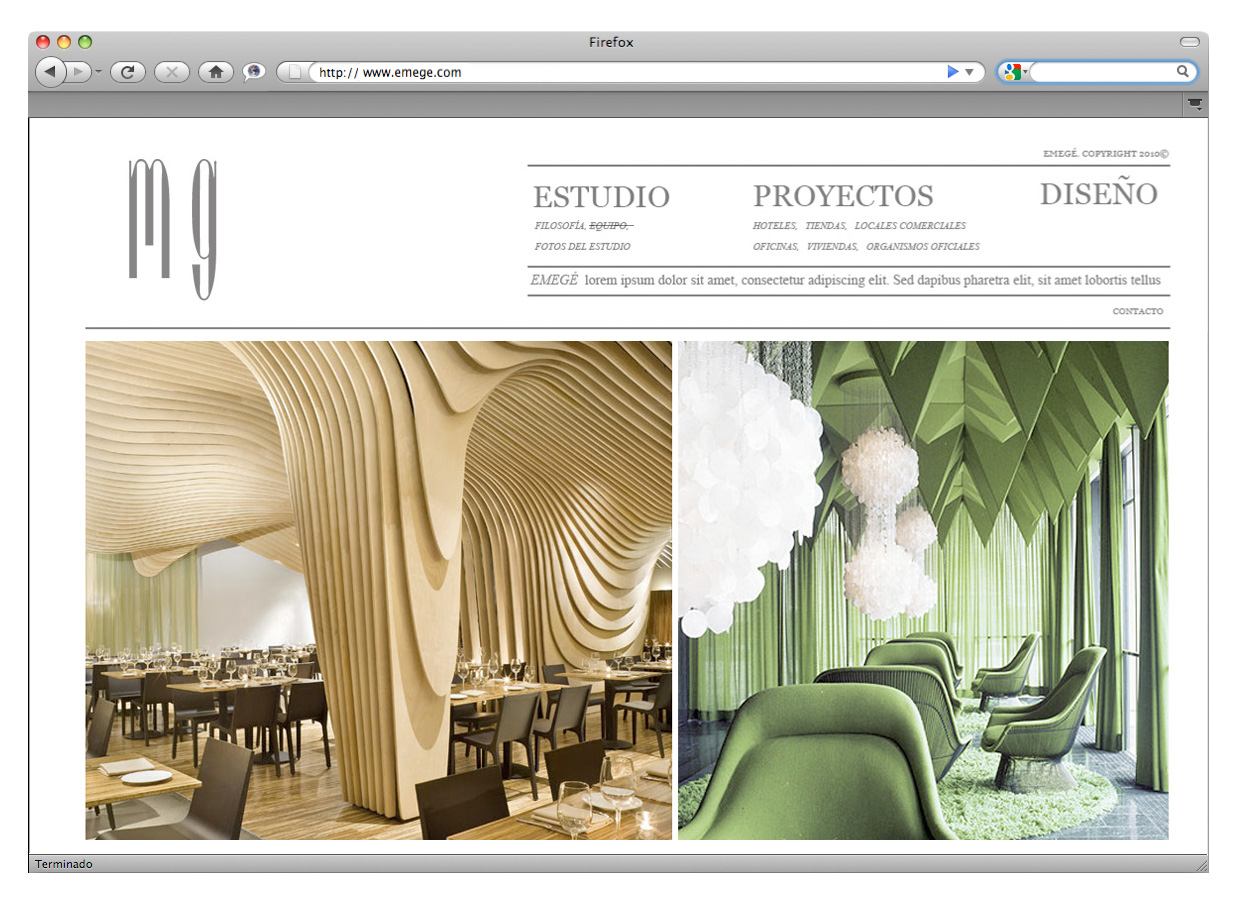 Firefox
http:// www.emege.com
mg
EMEGÉ. COPYRIGHT 2010©
ESTUDIO PROYECTOS DISEÑO
FILOSOFÍA, EQUIPO, HOTELES, TIENDAS, LOCALES COMERCIALES
FOTOS DEL ESTUDIO OFICINAS, VIVIENDAS, ORGANISMOS OFICIALES
EMEGÉ lorem ipsum dolor sit amet, consectetur adipiscing elit. Sed dapibus pharetra elit, sit amet lobortis tellus
CONTACTO
Terminado